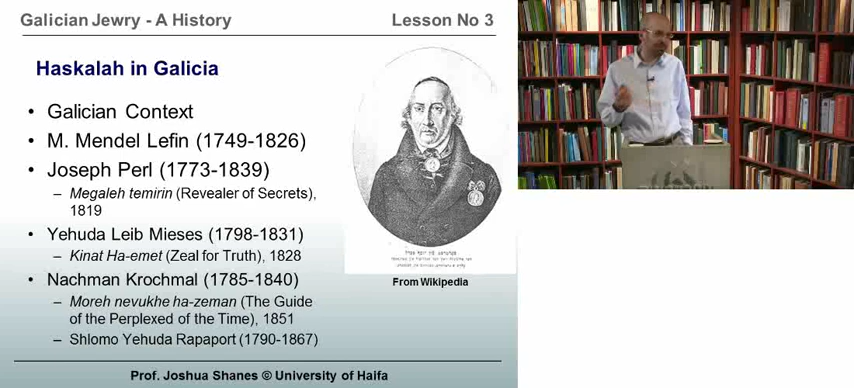 Galician Jewry - A History Lesson No 3
Haskalah in Galicia
• Galician Context
• M. Mendel Lefin (1749-1826)
• Joseph Perl (1773-1839)
– Megaleh temirin (Revealer of Secrets),
1819
• Yehuda Leib Mieses (1798-1831)
– Kinat Ha-emet (Zeal for Truth), 1828
• Nachman Krochmal (1785-1840)
– Moreh nevukhe ha-zeman (The Guide
of the Perplexed of the Time), 1851
– Shlomo Yehuda Rapaport (1790-1867)
From Wikipedia
Prof. Joshua Shanes © University of Haifa